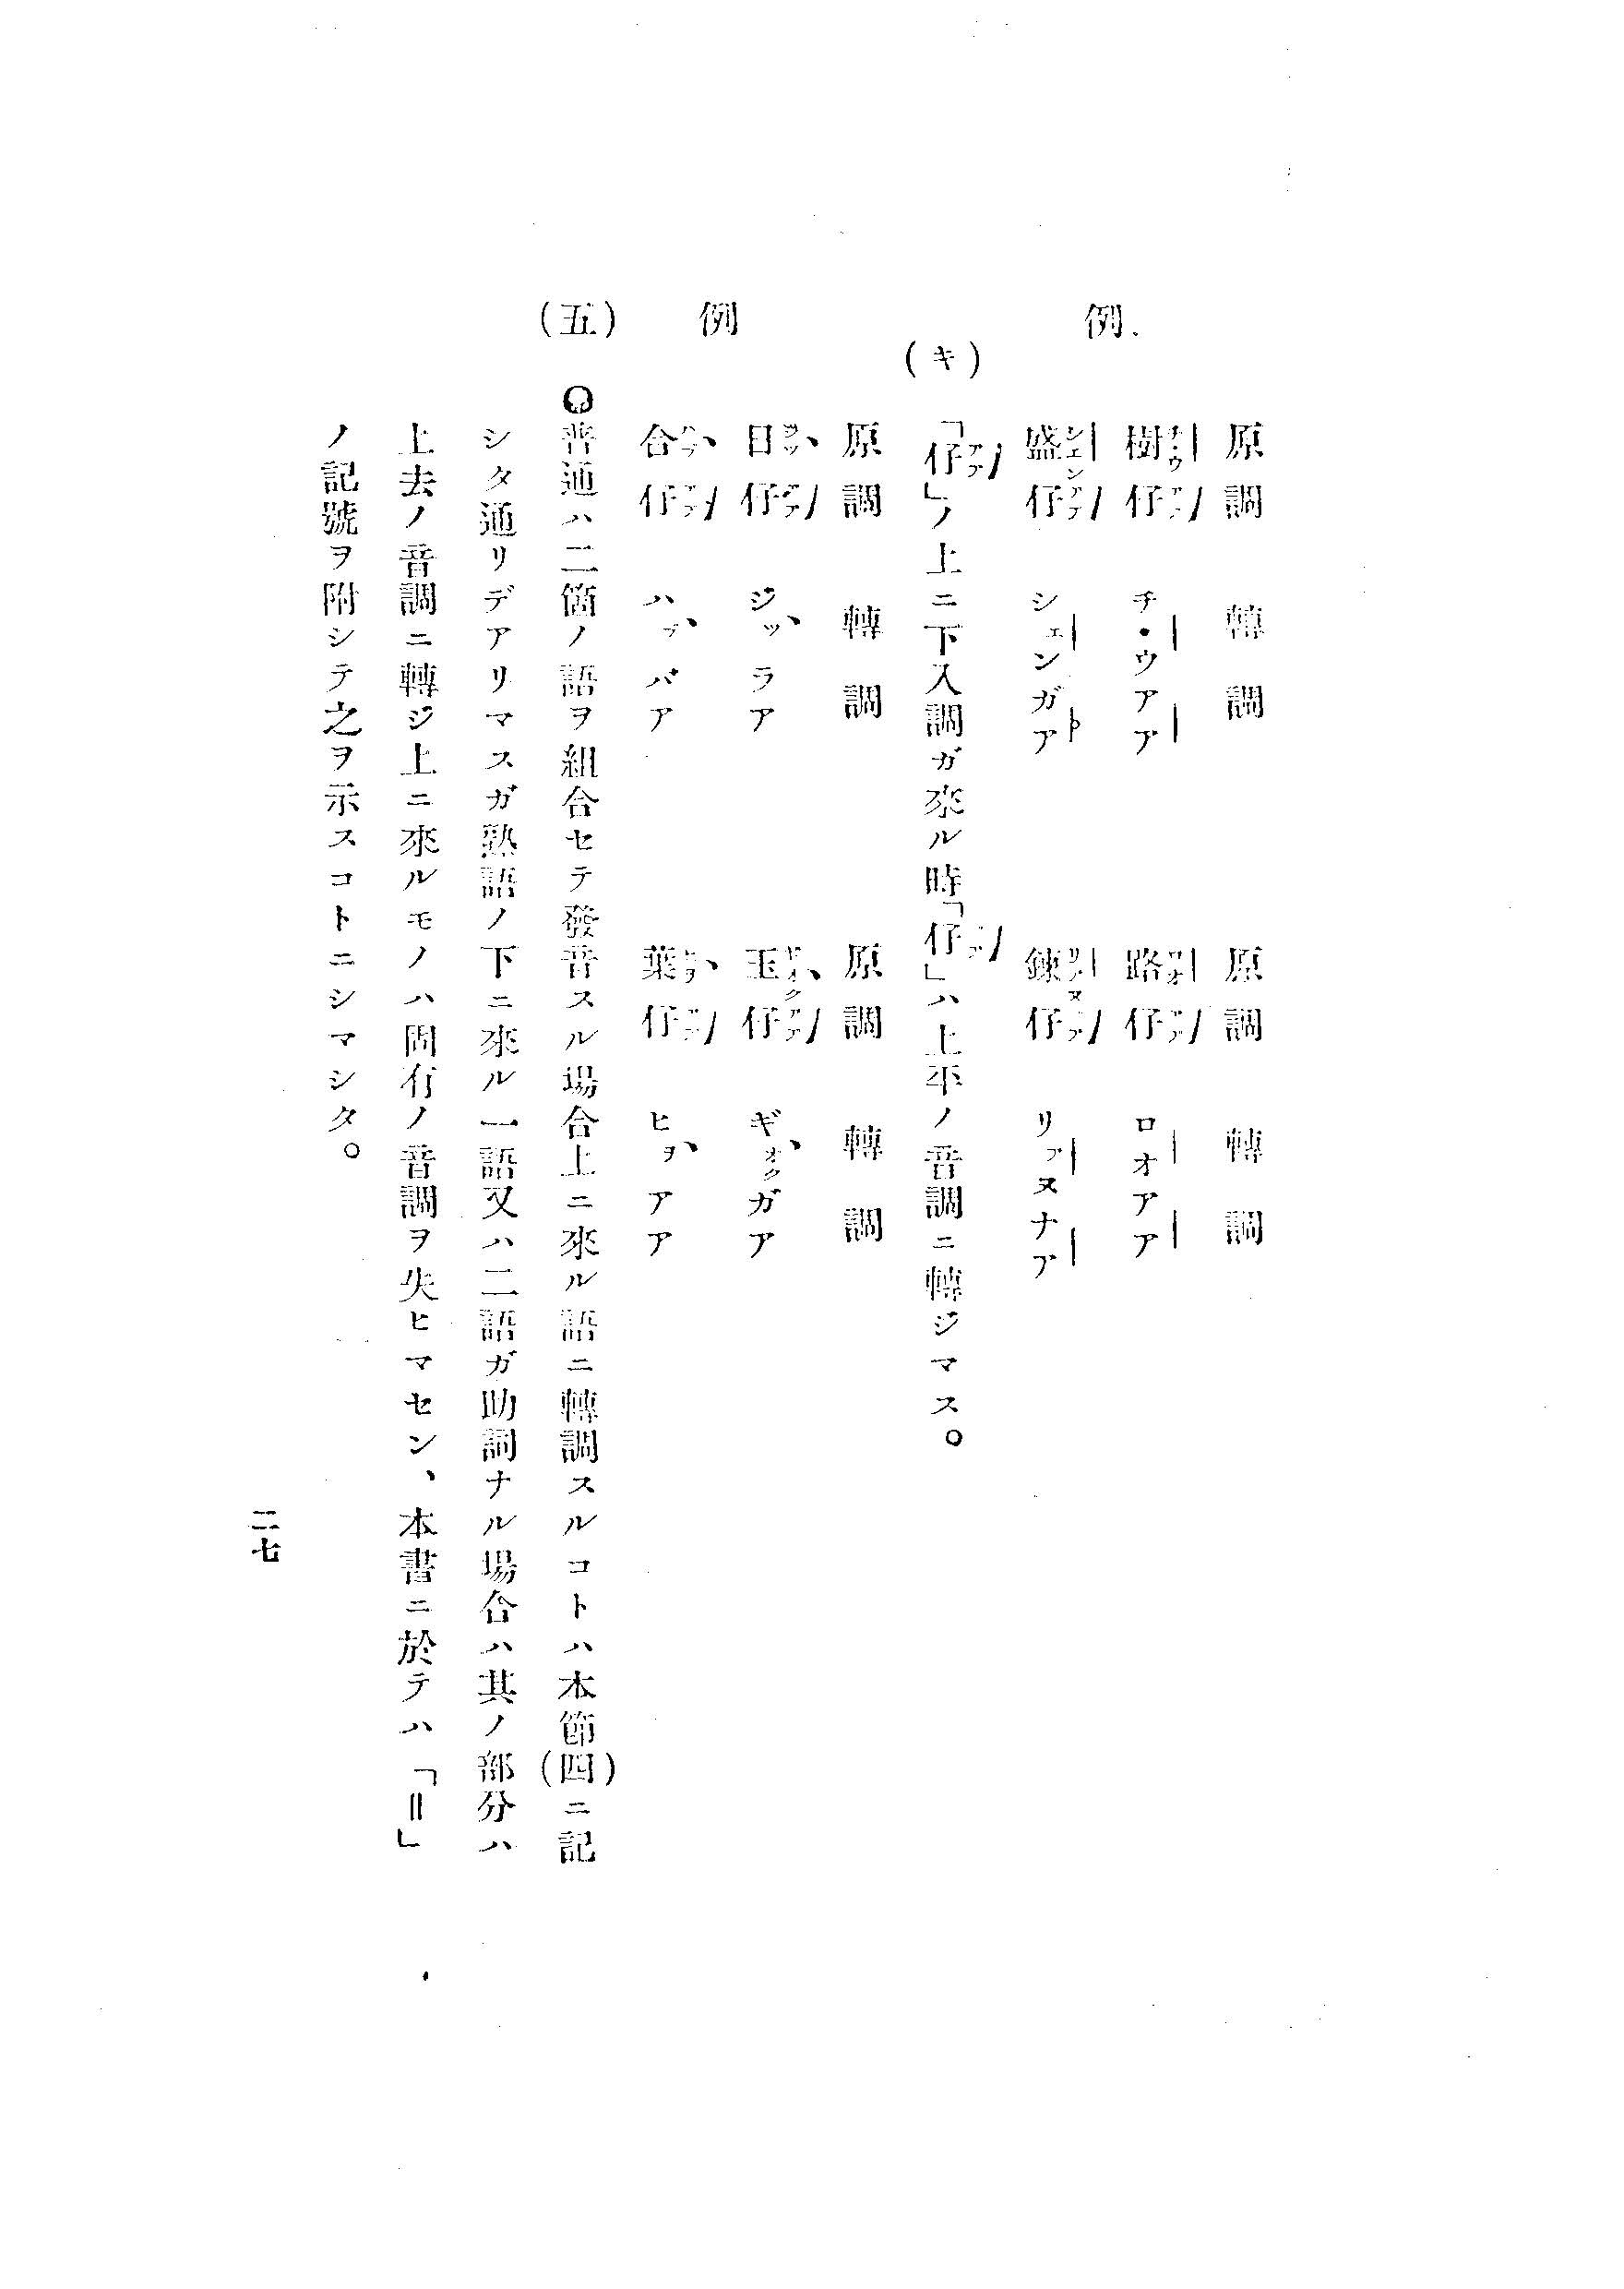 原調　轉調　原調　轉調
例　樹仔　チ・ウアア　路仔　ロオアア
盛仔　シェンガア　鍊仔　リァヌナア
(キ)「仔」ノ上ニ下入調ガ來ル時「仔」ハ上平ノ音調ニ轉ジマス。
原調　轉調　原調　轉調
例　日仔　ジッラア　玉仔　ギォクガア
合仔　ハプバア　葉仔　ヒヨアア
(五)普通ハ二箇ノ語ヲ組合セテ發音スル場合上ニ來ル語ニ轉調スルコトハ本節(四)ニ記
シタ通リデアリマスガ熟語ノ下ニ來ル一語又ハ二語ガ助詞ナル場合ハ其ノ部分ハ
上去ノ音調ニ轉ジ上ニ來ルモノハ固有ノ音調ヲ失ヒマセン、本書ニ於テハ「‖」
ノ記號ヲ附シテ之ヲ示スコトニシマシタ。
二七